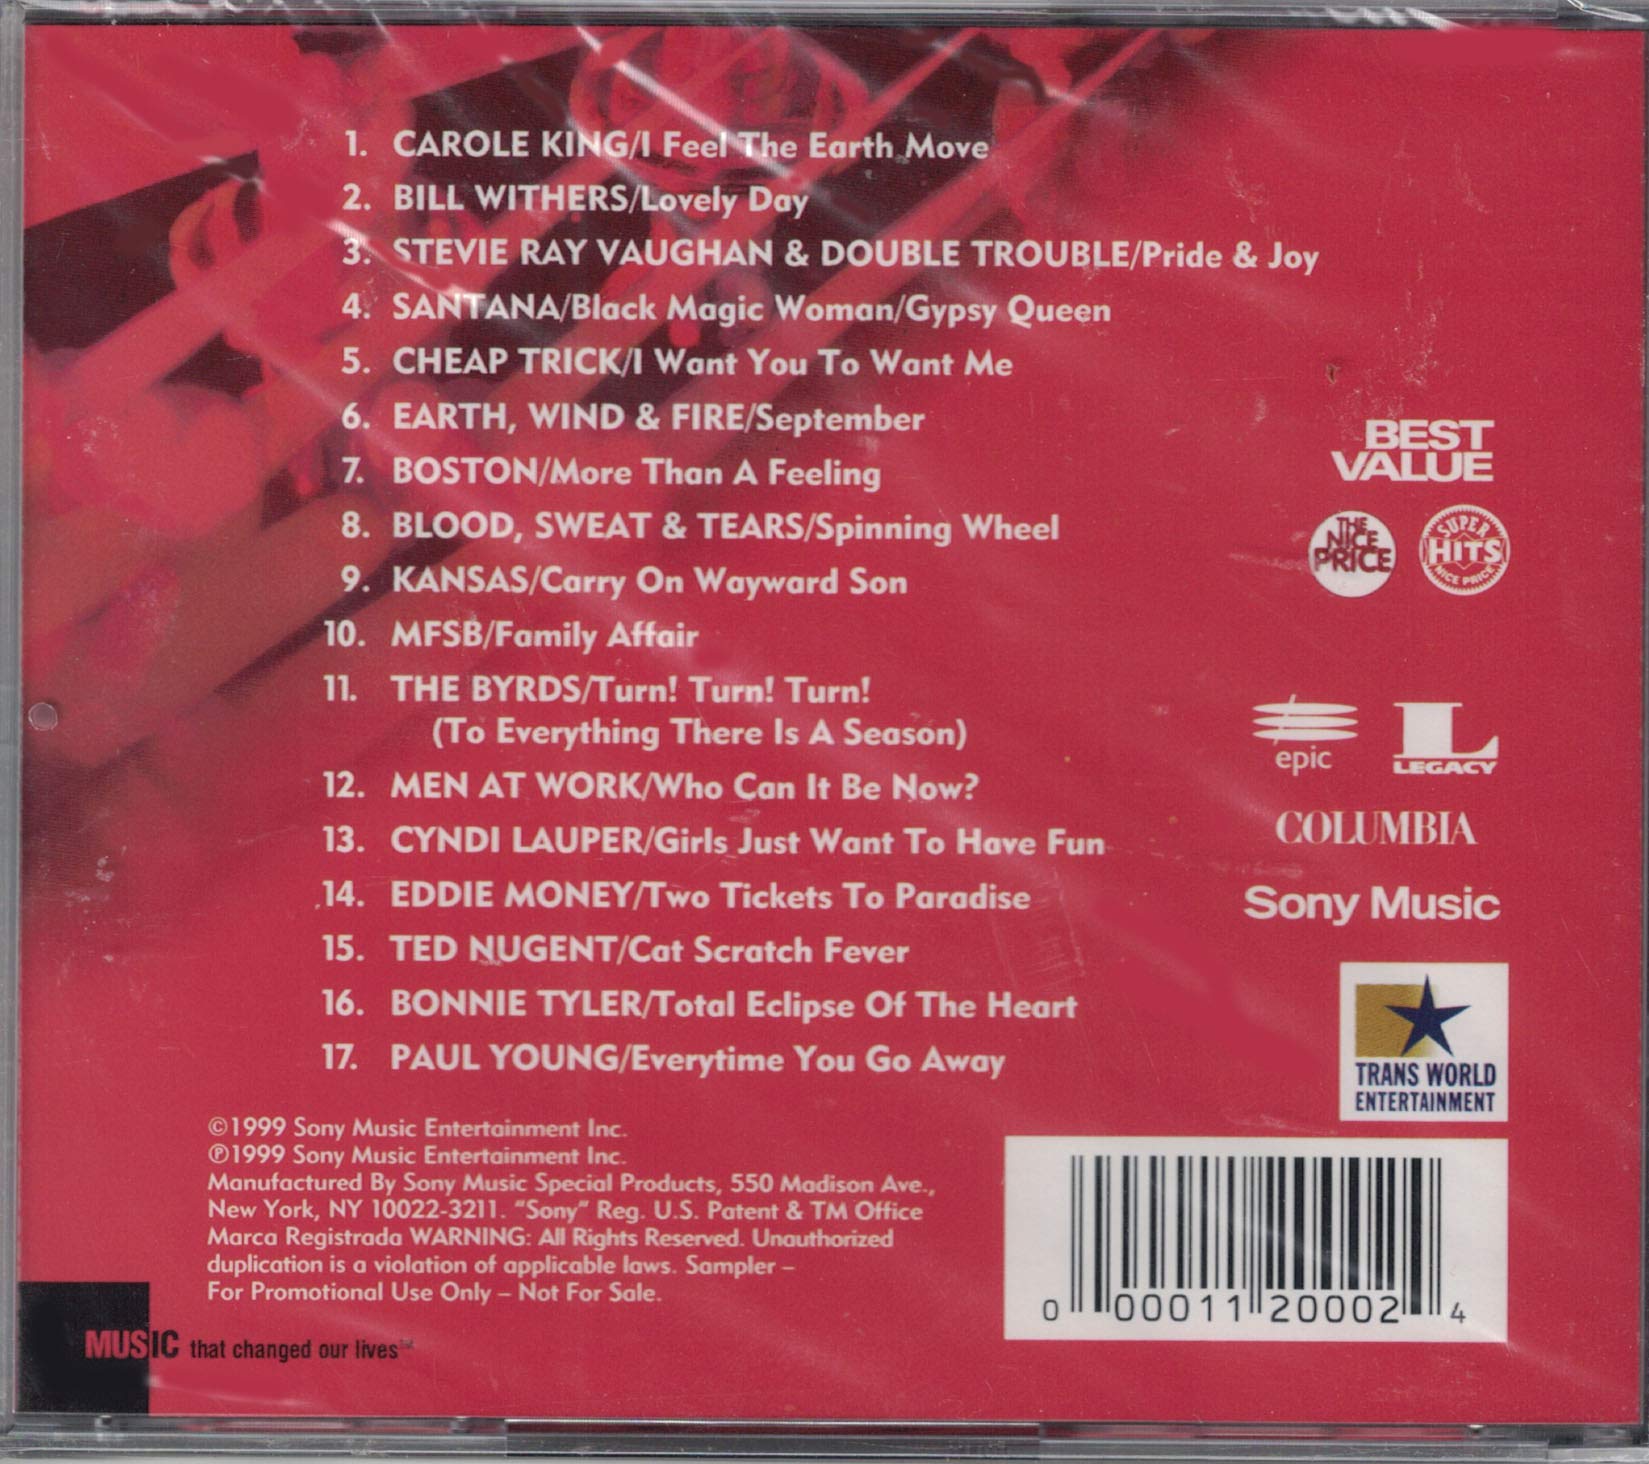 1. CAROLE KING/I Feel The Earth Move
2. BILL WITHERS/Lovely Day
3. STEVIE RAY VAUGHAN & DOUBLE TROUBLE/Pride & Joy
4. SANTANA/Black Magic Woman/Gypsy Queen
5. CHEAP TRICK/I Want You To Want Me
6. EARTH, WIND & FIRE/September
7. BOSTON/More Than A Feeling
8. BLOOD, SWEAT & TEARS/Spinning Wheel
9. KANSAS/Carry On Wayward Son
10. MFSB/Family Affair
11. THE BYRDS/Turn! Turn! Turn!
(To Everything There Is A Season)
12. MEN AT WORK/Who Can It Be Now?
13. CYNDI LAUPER/Girls Just Want To Have Fun
14. EDDIE MONEY/Two Tickets To Paradise
15. TED NUGENT/Cat Scratch Fever
16. BONNIE TYLER/Total Eclipse Of The Heart
17. PAUL YOUNG/Everytime You Go Away
BEST
VALUE
THE
NICE
PRICE
SUPER
HITS
NICE PRICE
epic
L
LEGACY
COLUMBIA
Sony Music
TRANS WORLD
ENTERTAINMENT
©1999 Sony Music Entertainment Inc.
℗1999 Sony Music Entertainment Inc.
Manufactured By Sony Music Special Products, 550 Madison Ave.,
New York, NY 10022-3211. "Sony" Reg. U.S. Patent & TM Office
Marca Registrada WARNING: All Rights Reserved. Unauthorized
duplication is a violation of applicable laws. Sampler –
For Promotional Use Only – Not For Sale.
MUSIC that changed our lives℠
0 00011 20002 4